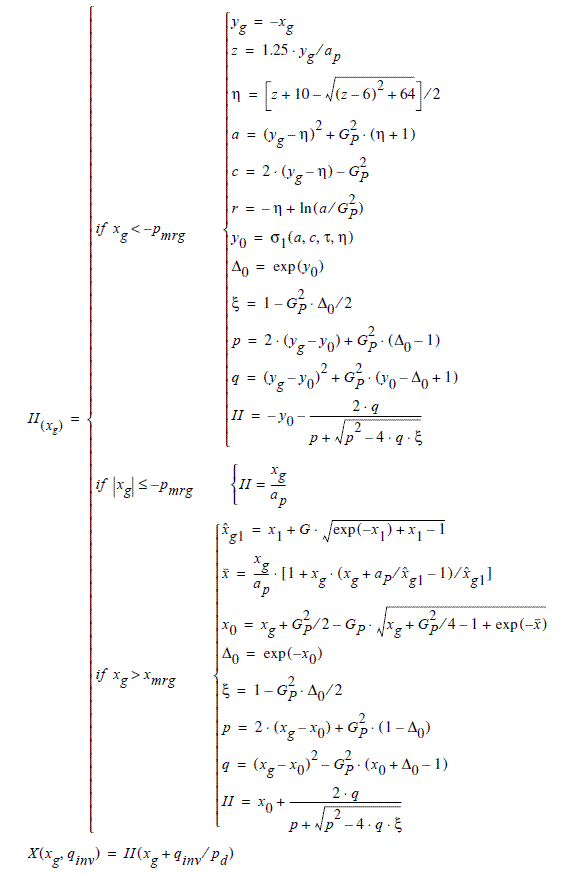 y_g = −x_g
z = 1.25 · y_g/a_p
η = [z + 10 − √((z − 6)² + 64)]/2
a = (y_g − η)² + G_P² · (η + 1)
c = 2 · (y_g − η) − G_P²
if x_g < −p_mrg
r = −η + ln(a/G_P²)
y_0 = σ_1(a, c, τ, η)
Δ_0 = exp(y_0)
ξ = 1 − G_P² · Δ_0/2
p = 2 · (y_g − y_0) + G_P² · (Δ_0 − 1)
q = (y_g − y_0)² + G_P² · (y_0 − Δ_0 + 1)
II_(x_g) =
II = −y_0 − (2 · q)/(p + √(p² − 4 · q · ξ))
if |x_g| ≤ −p_mrg II = x_g/a_p
x̂_g1 = x_1 + G · √(exp(−x_1) + x_1 − 1)
x̄ = x_g/a_p · [1 + x_g · (x_g + a_p/x̂_g1 − 1)/x̂_g1]
x_0 = x_g + G_P²/2 − G_P · √(x_g + G_P²/4 − 1 + exp(−x̄))
Δ_0 = exp(−x_0)
if x_g > x_mrg
ξ = 1 − G_P² · Δ_0/2
p = 2 · (x_g − x_0) + G_P² · (1 − Δ_0)
q = (x_g − x_0)² − G_P² · (x_0 + Δ_0 − 1)
II = x_0 + (2 · q)/(p + √(p² − 4 · q · ξ))
X(x_g, q_inv) = II(x_g + q_inv/p_d)